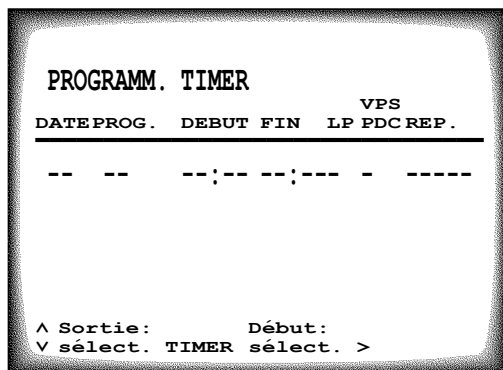 PROGRAMM. TIMER
VPS
DATE PROG. DEBUT FIN LP PDC REP.
-- -- --:-- --:-- - - -----
^ Sortie: Début:
v sélect. TIMER sélect. >